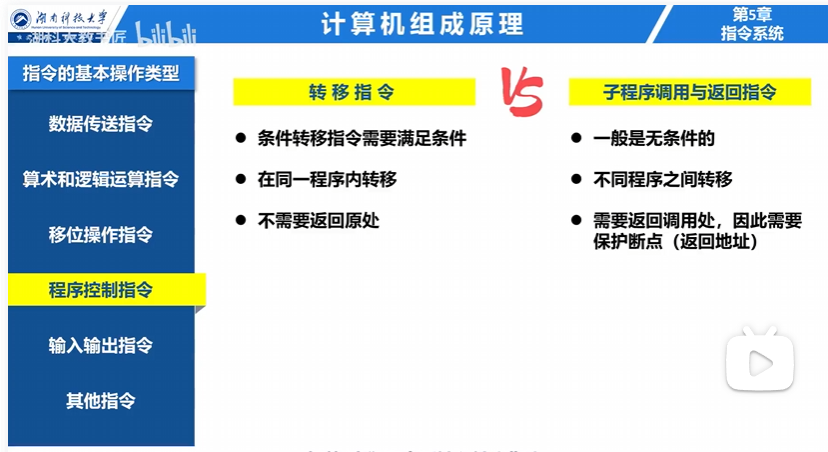 湖南科技大学
计算机组成原理
第5章
指令系统
湖科大教书匠 bilibili
指令的基本操作类型
数据传送指令
算术和逻辑运算指令
移位操作指令
程序控制指令
输入输出指令
其他指令
转移指令
● 条件转移指令需要满足条件
● 在同一程序内转移
● 不需要返回原处
VS
子程序调用与返回指令
● 一般是无条件的
● 不同程序之间转移
● 需要返回调用处，因此需要
保护断点（返回地址）